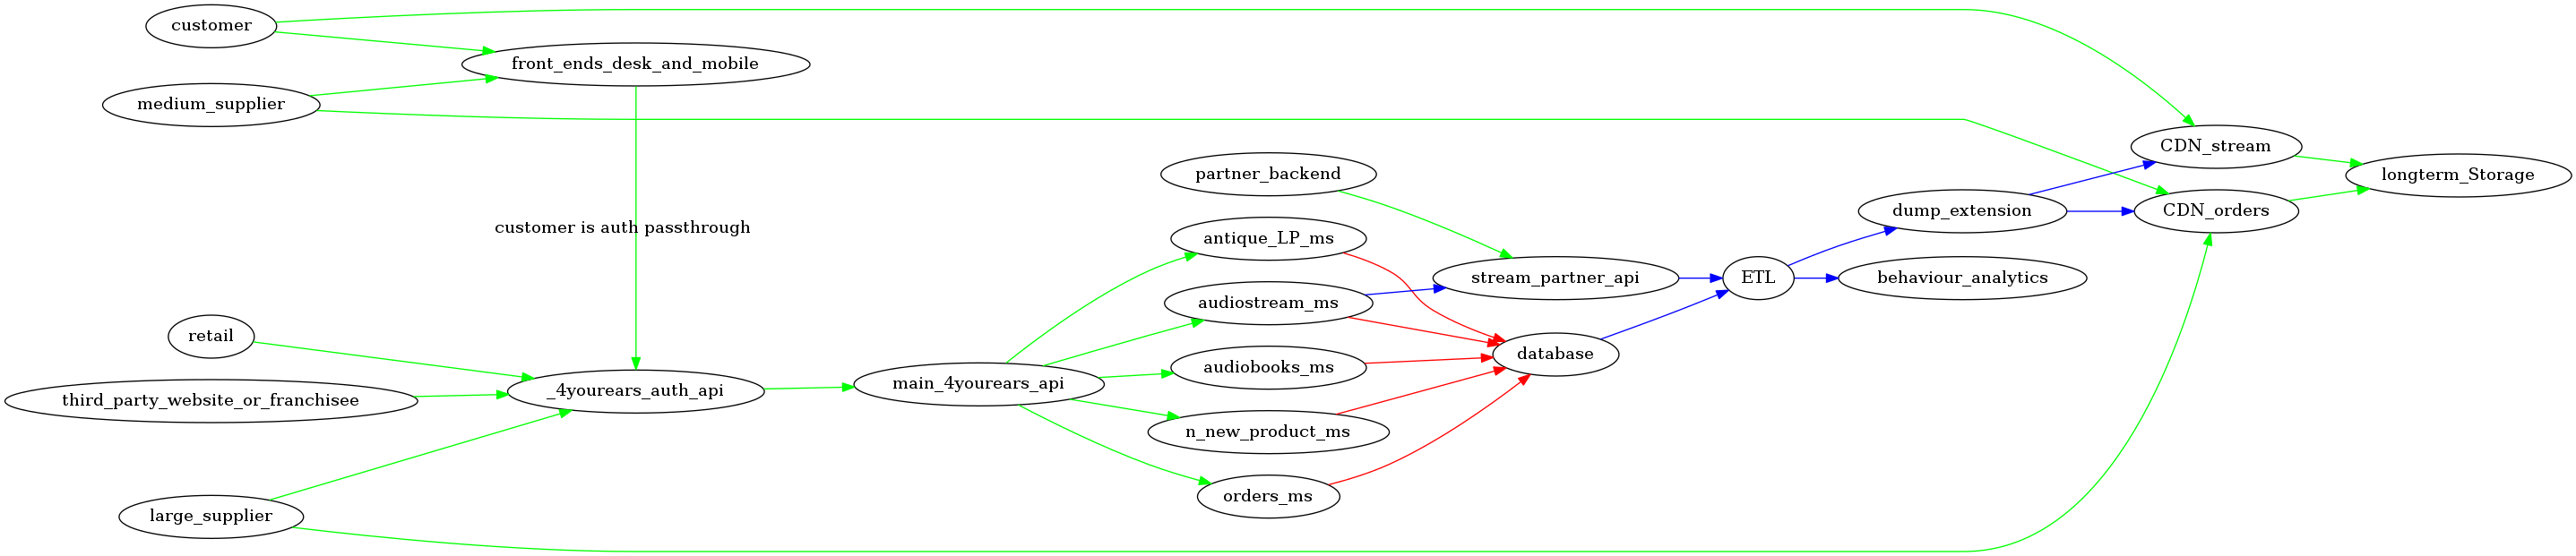 customer
front_ends_desk_and_mobile
medium_supplier
CDN_stream
partner_backend
longterm_Storage
dump_extension
CDN_orders
customer is auth passthrough
antique_LP_ms
stream_partner_api
ETL
behaviour_analytics
audiostream_ms
retail
database
audiobooks_ms
main_4yourears_api
_4yourears_auth_api
third_party_website_or_franchisee
n_new_product_ms
orders_ms
large_supplier